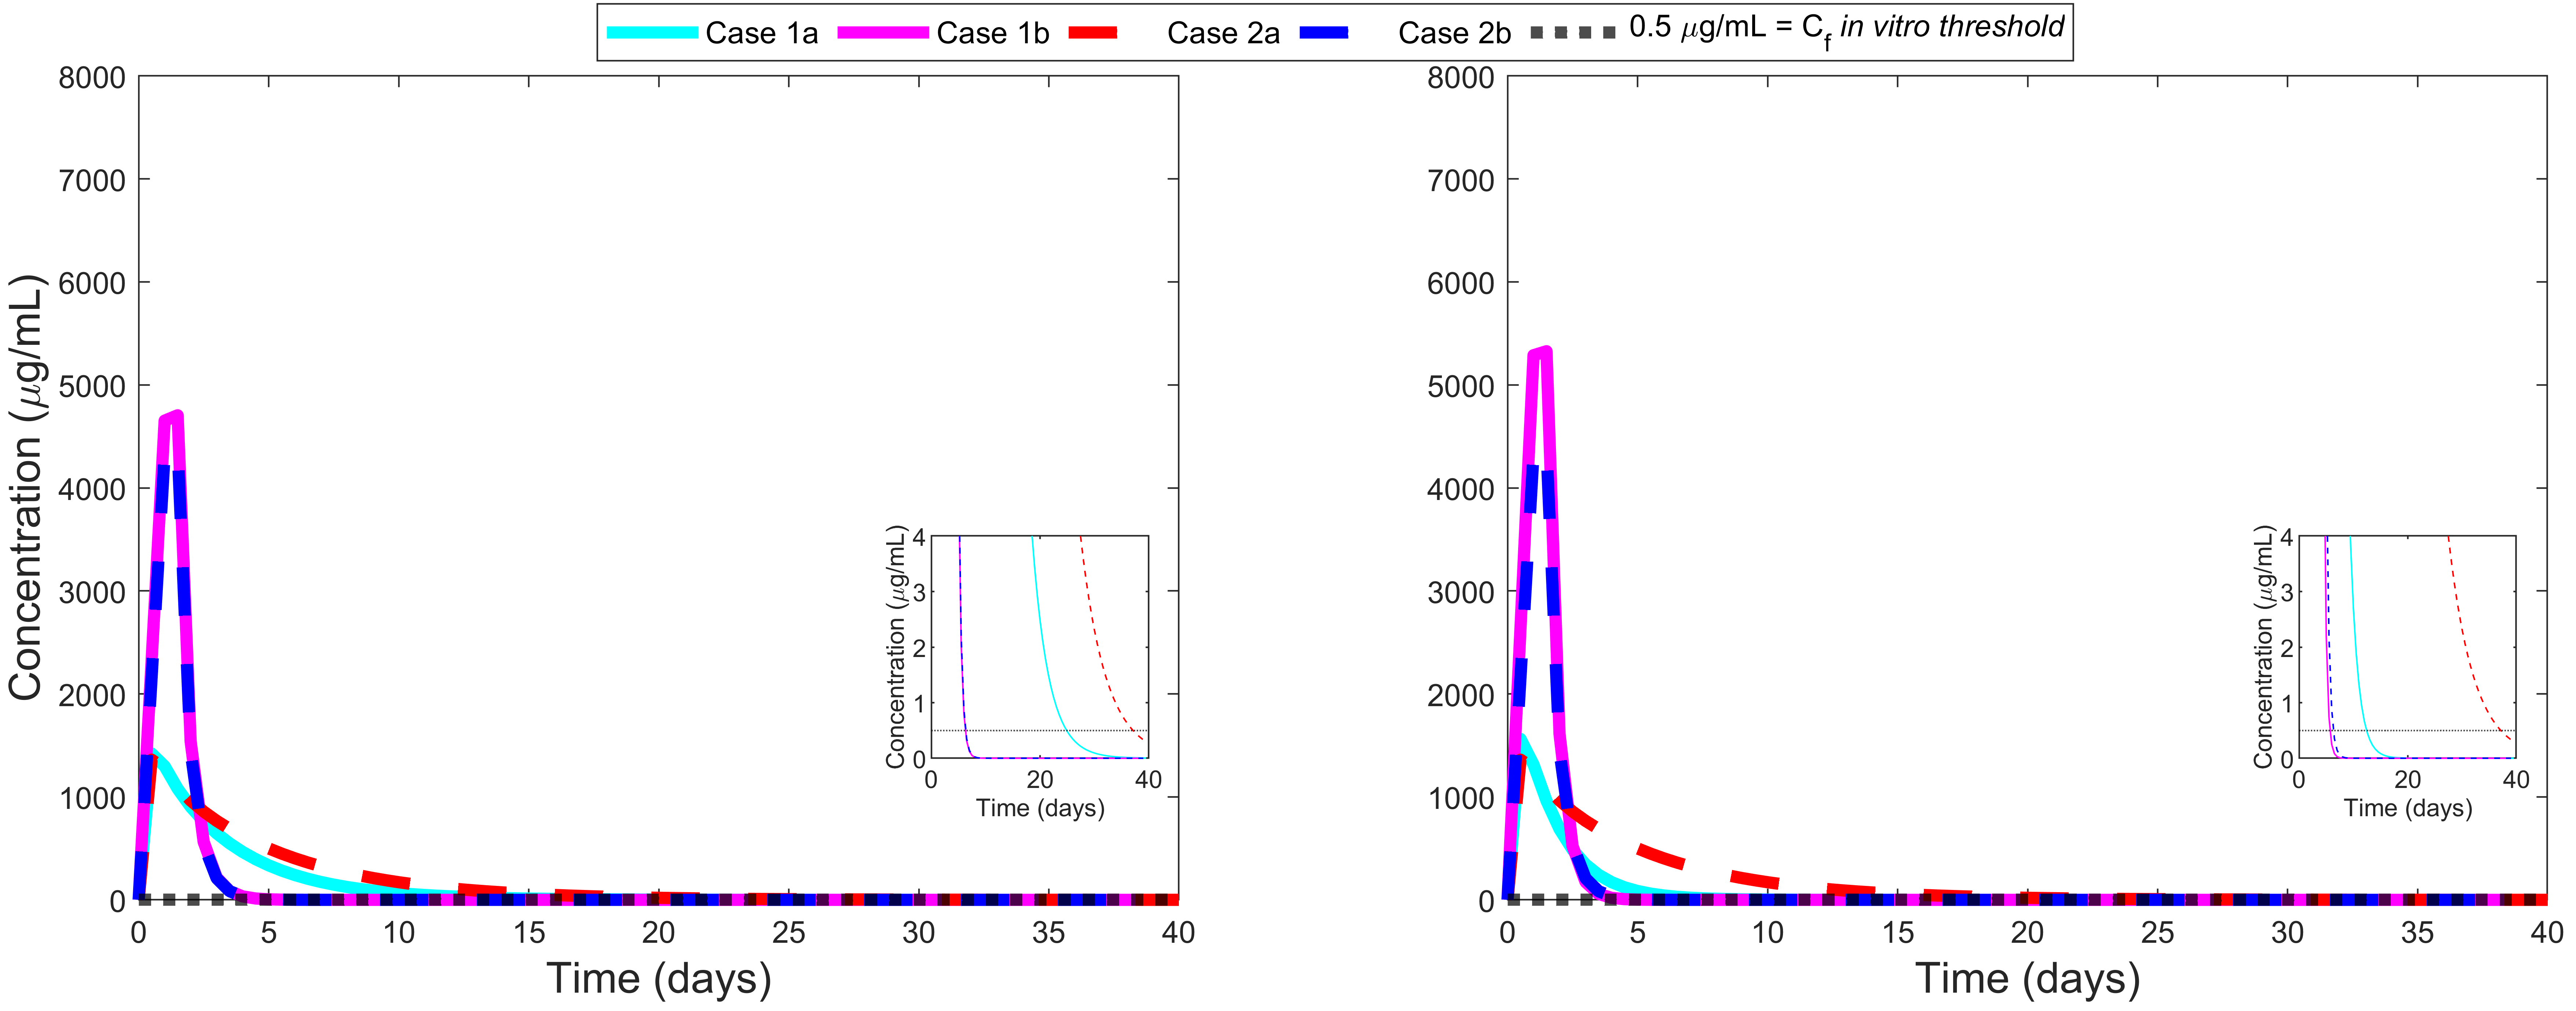 Case 1a Case 1b Case 2a Case 2b 0.5 μg/mL = Cf in vitro threshold
Concentration (μg/mL)
8000
7000
6000
5000
4000
3000
2000
1000
0
0 5 10 15 20 25 30 35 40
Time (days)
Concentration (μg/mL)
4
3
2
1
0
0 20 40
Time (days)
8000
7000
6000
5000
4000
3000
2000
1000
0
0 5 10 15 20 25 30 35 40
Time (days)
Concentration (μg/mL)
4
3
2
1
0
0 20 40
Time (days)